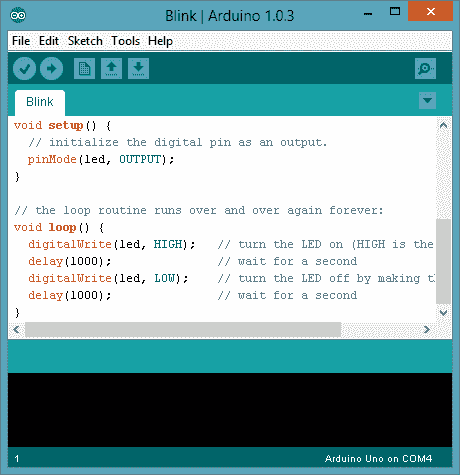 Blink | Arduino 1.0.3
File Edit Sketch Tools Help
Blink
void setup() {
  // initialize the digital pin as an output.
  pinMode(led, OUTPUT);
}
// the loop routine runs over and over again forever:
void loop() {
  digitalWrite(led, HIGH);   // turn the LED on (HIGH is the
  delay(1000);               // wait for a second
  digitalWrite(led, LOW);    // turn the LED off by making th
  delay(1000);               // wait for a second
}
1 Arduino Uno on COM4